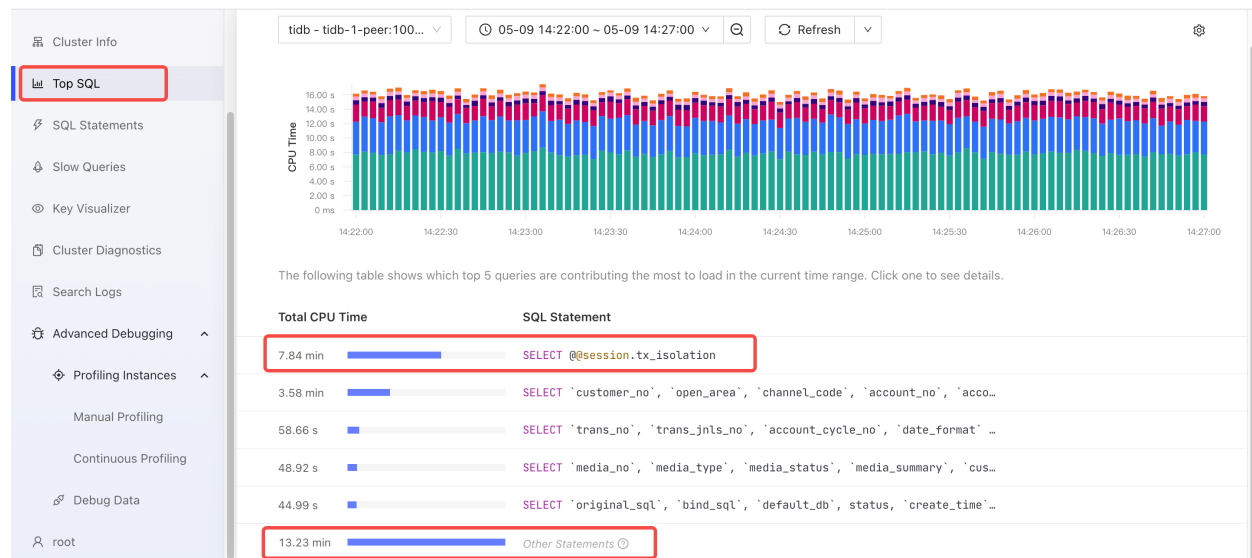 Cluster Info
Top SQL
SQL Statements
Slow Queries
Key Visualizer
Cluster Diagnostics
Search Logs
Advanced Debugging
Profiling Instances
Manual Profiling
Continuous Profiling
Debug Data
root
tidb - tidb-1-peer:100...
05-09 14:22:00 ~ 05-09 14:27:00
Refresh
CPU Time
16.00 s
14.00 s
12.00 s
10.00 s
8.00 s
6.00 s
4.00 s
2.00 s
0 ms
14:22:00 14:22:30 14:23:00 14:23:30 14:24:00 14:24:30 14:25:00 14:25:30 14:26:00 14:26:30 14:27:00
The following table shows which top 5 queries are contributing the most to load in the current time range. Click one to see details.
Total CPU Time SQL Statement
7.84 min SELECT @@session.tx_isolation
3.58 min SELECT `customer_no`, `open_area`, `channel_code`, `account_no`, `acco…
58.66 s SELECT `trans_no`, `trans_jnls_no`, `account_cycle_no`, `date_format` …
48.92 s SELECT `media_no`, `media_type`, `media_status`, `media_summary`, `cus…
44.99 s SELECT `original_sql`, `bind_sql`, `default_db`, status, `create_time`…
13.23 min Other Statements